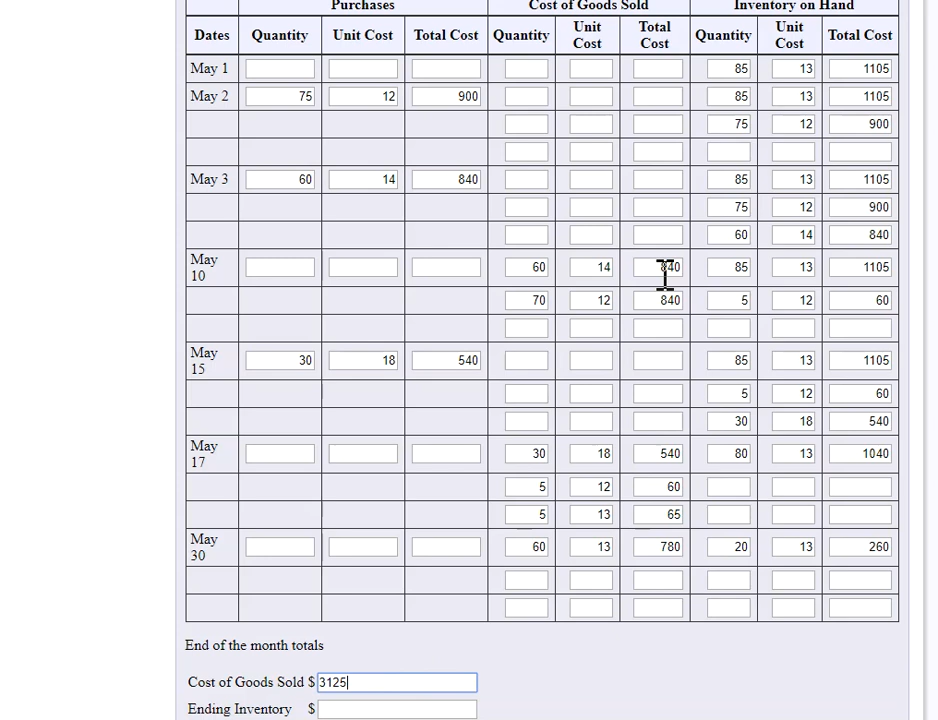 Purchases Cost of Goods Sold Inventory on Hand
Dates Quantity Unit Cost Total Cost Quantity Unit Cost Total Cost Quantity Unit Cost Total Cost
May 1 85 13 1105
May 2 75 12 900 85 13 1105
75 12 900
May 3 60 14 840 85 13 1105
75 12 900
60 14 840
May 10 60 14 840 85 13 1105
70 12 840 5 12 60
May 15 30 18 540 85 13 1105
5 12 60
30 18 540
May 17 30 18 540 80 13 1040
5 12 60
5 13 65
May 30 60 13 780 20 13 260
End of the month totals
Cost of Goods Sold $ 3125
Ending Inventory $